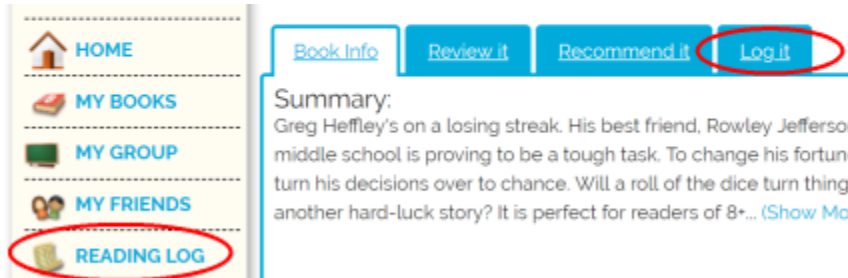 HOME
MY BOOKS
MY GROUP
MY FRIENDS
READING LOG
Book Info
Review it
Recommend it
Log it
Summary:
Greg Heffley's on a losing streak. His best friend, Rowley Jefferso
middle school is proving to be a tough task. To change his fortun
turn his decisions over to chance. Will a roll of the dice turn thing
another hard-luck story? It is perfect for readers of 8+... (Show Mo